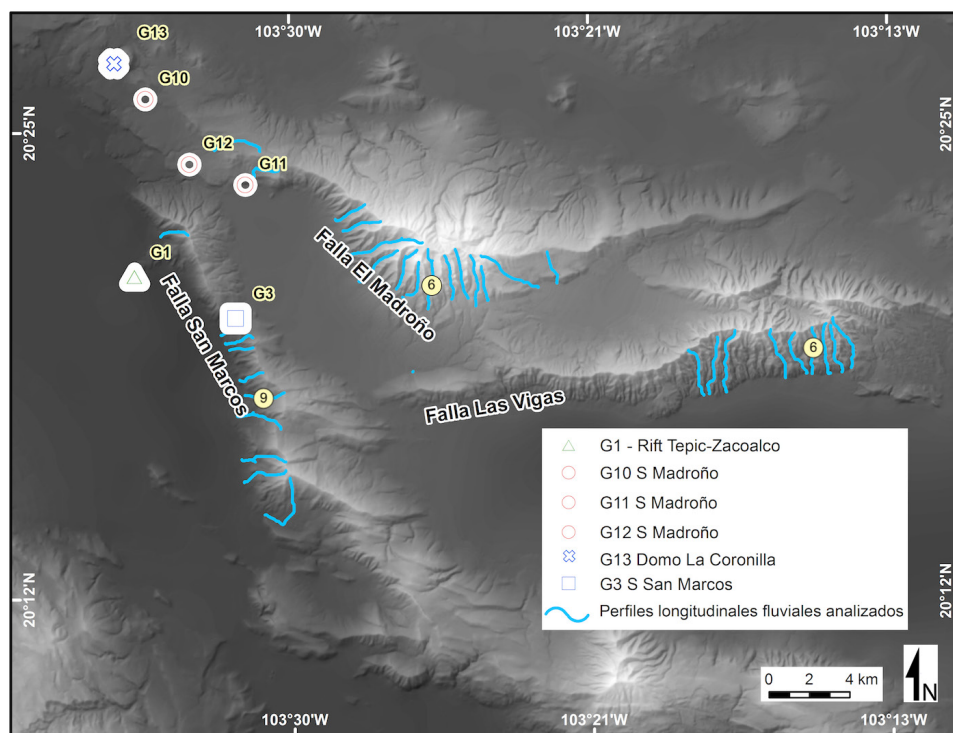 G13
103°30'W
103°21'W
103°13'W
G10
20°25'N
20°25'N
G12
G11
G1
Falla El Madroño
6
G3
Falla San Marcos
6
9
Falla Las Vigas
G1 - Rift Tepic-Zacoalco
G10 S Madroño
G11 S Madroño
G12 S Madroño
G13 Domo La Coronilla
G3 S San Marcos
Perfiles longitudinales fluviales analizados
20°12'N
20°12'N
0 2 4 km
N
103°30'W
103°21'W
103°13'W